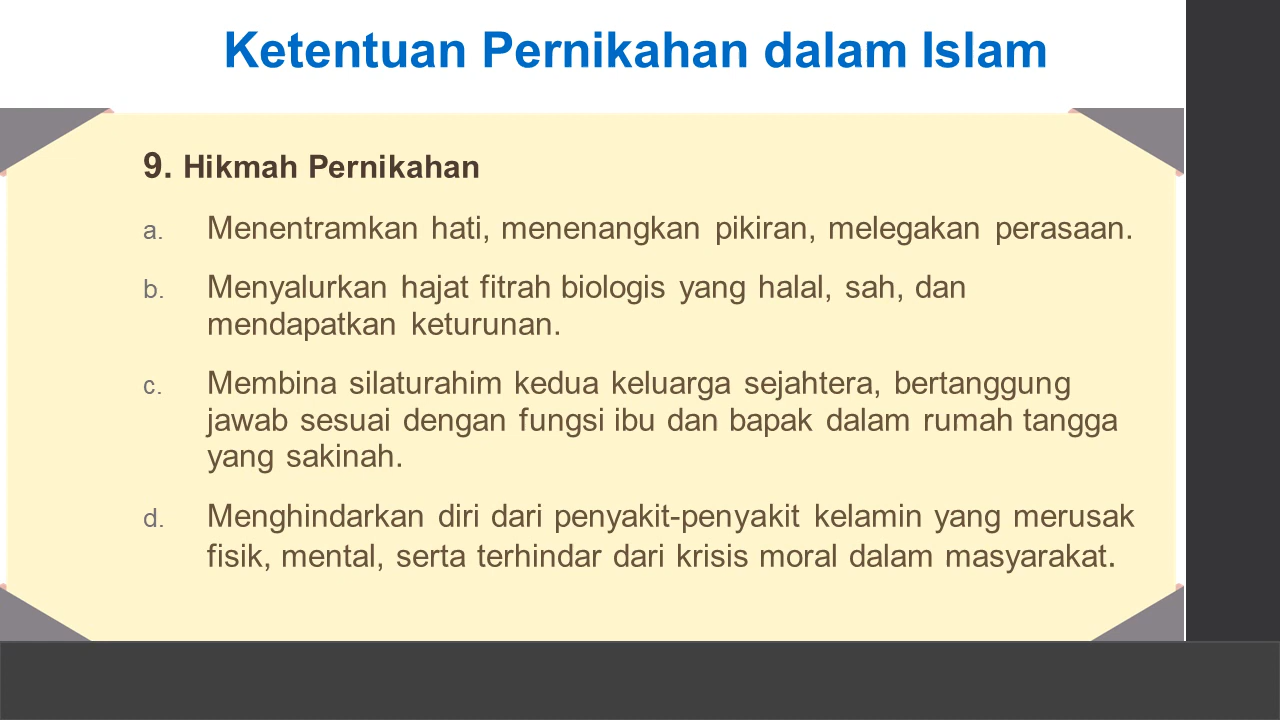 Ketentuan Pernikahan dalam Islam
9. Hikmah Pernikahan
a. Menentramkan hati, menenangkan pikiran, melegakan perasaan.
b. Menyalurkan hajat fitrah biologis yang halal, sah, dan
mendapatkan keturunan.
c. Membina silaturahim kedua keluarga sejahtera, bertanggung
jawab sesuai dengan fungsi ibu dan bapak dalam rumah tangga
yang sakinah.
d. Menghindarkan diri dari penyakit-penyakit kelamin yang merusak
fisik, mental, serta terhindar dari krisis moral dalam masyarakat.